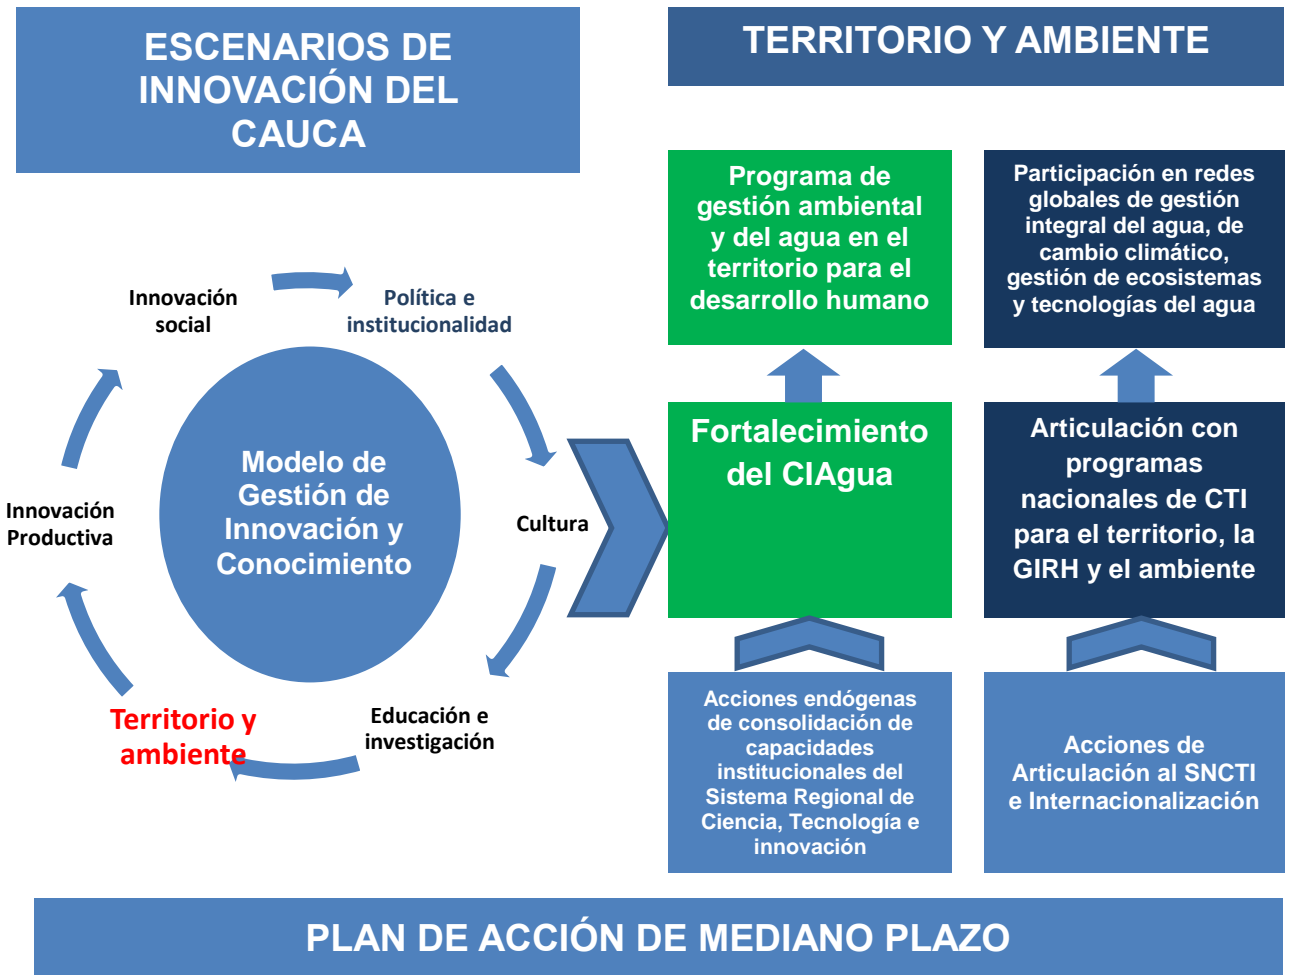 ESCENARIOS DE
INNOVACIÓN DEL
CAUCA
TERRITORIO Y AMBIENTE
Innovación
social
Política e
institucionalidad
Cultura
Educación e
investigación
Territorio y
ambiente
Innovación
Productiva
Modelo de
Gestión de
Innovación y
Conocimiento
Programa de
gestión ambiental
y del agua en el
territorio para el
desarrollo humano
Participación en redes
globales de gestión
integral del agua, de
cambio climático,
gestión de ecosistemas
y tecnologías del agua
Fortalecimiento
del CIAgua
Articulación con
programas
nacionales de CTI
para el territorio, la
GIRH y el ambiente
Acciones endógenas
de consolidación de
capacidades
institucionales del
Sistema Regional de
Ciencia, Tecnología e
innovación
Acciones de
Articulación al SNCTI
e Internacionalización
PLAN DE ACCIÓN DE MEDIANO PLAZO